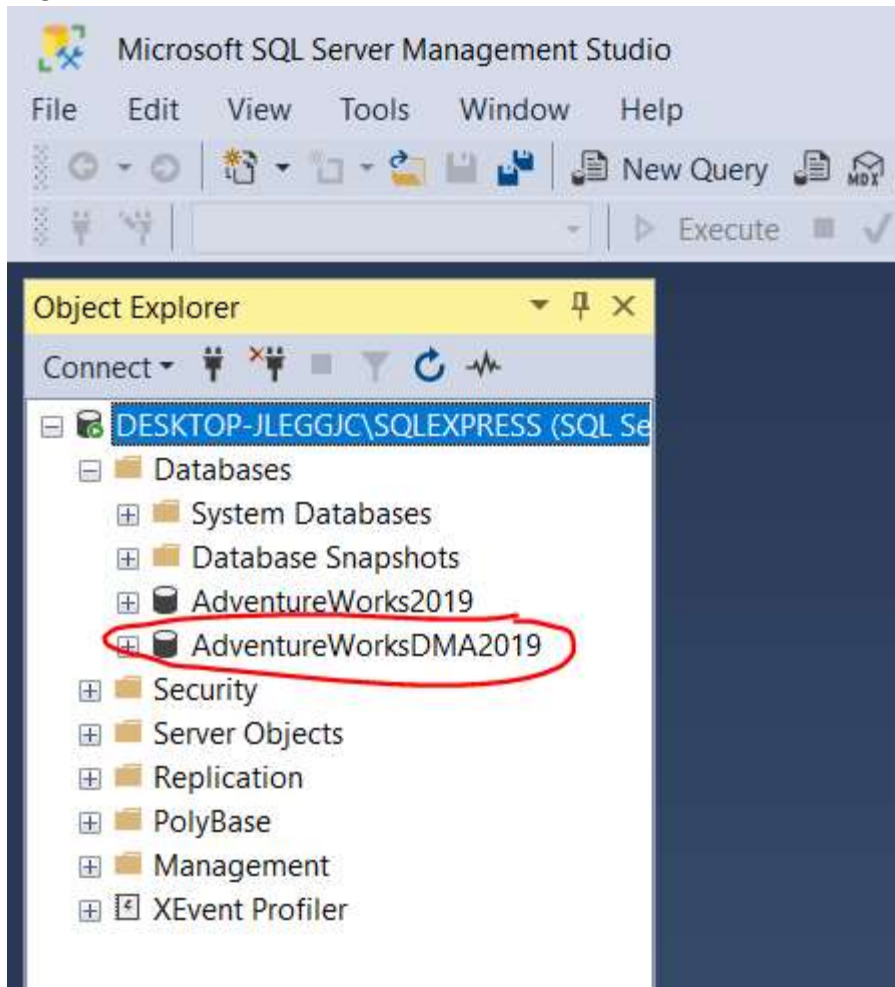 Microsoft SQL Server Management Studio
File Edit View Tools Window Help
New Query MDX
Execute
Object Explorer
Connect
DESKTOP-JLEGGJC\SQLEXPRESS (SQL Se
Databases
System Databases
Database Snapshots
AdventureWorks2019
AdventureWorksDMA2019
Security
Server Objects
Replication
PolyBase
Management
XEvent Profiler